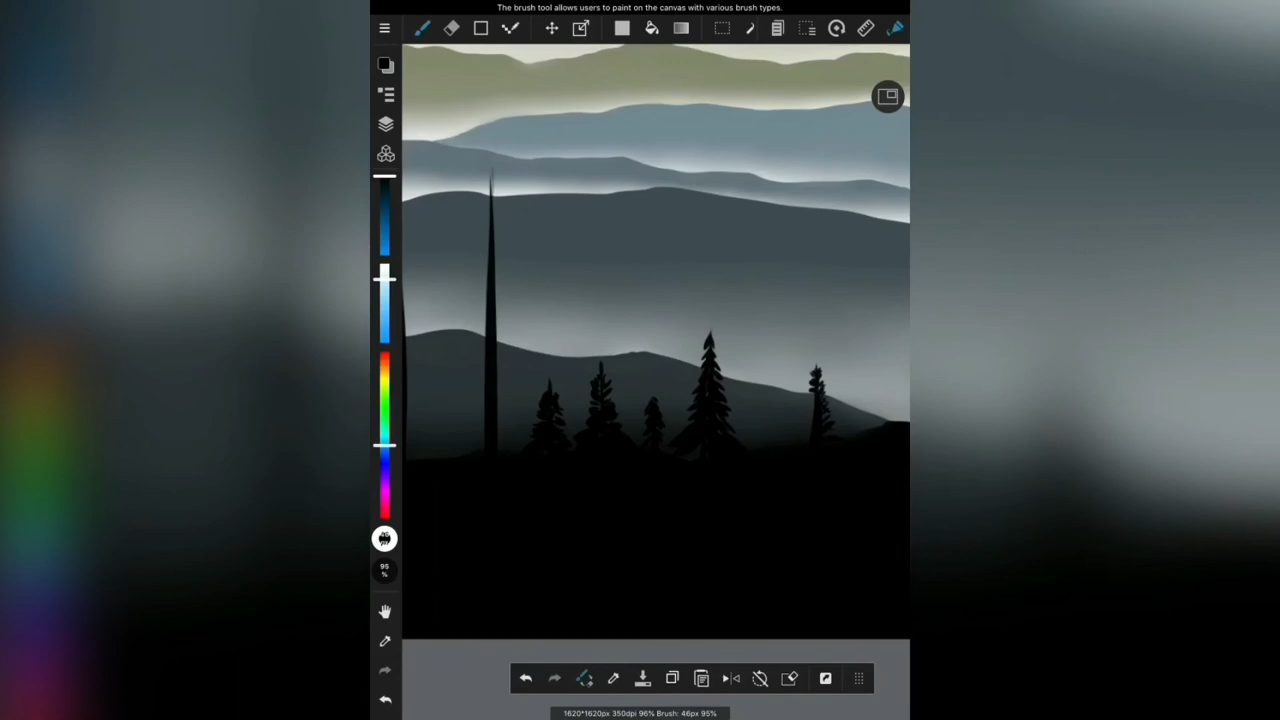 The brush tool allows users to paint on the canvas with various brush types.
95
%
1620*1620px 350dpi 96% Brush: 46px 95%